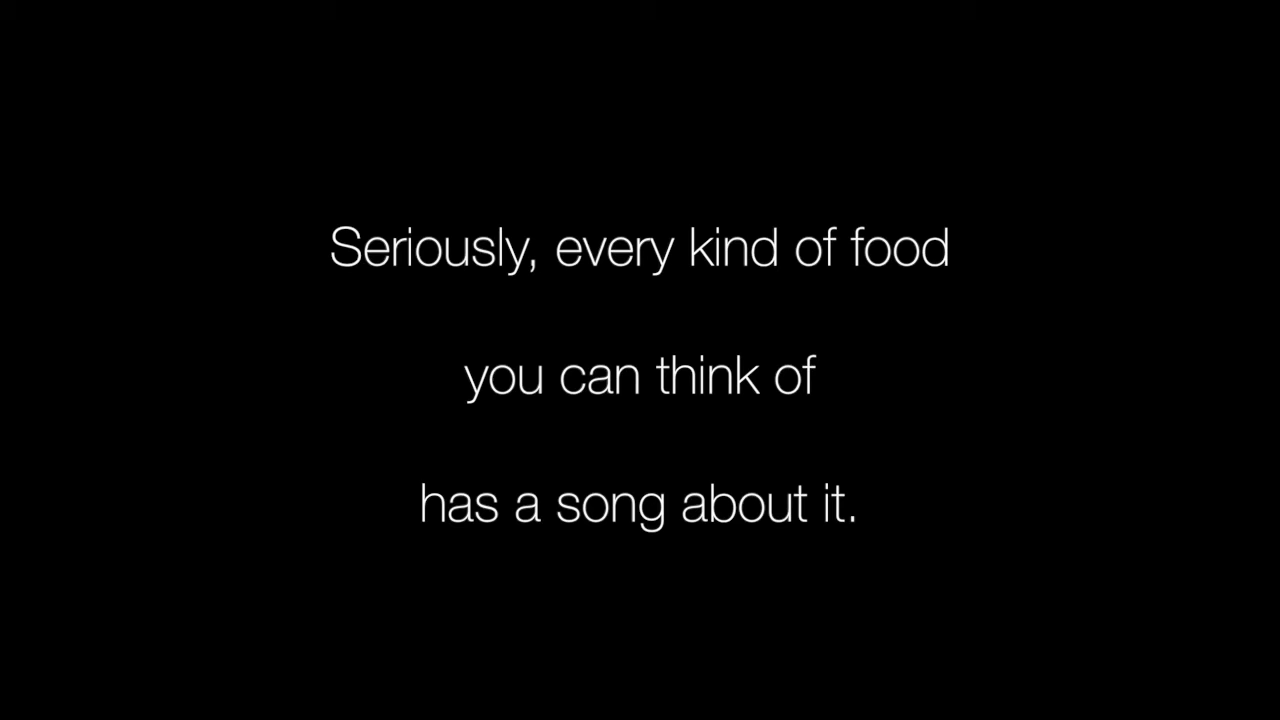 Seriously, every kind of food
you can think of
has a song about it.